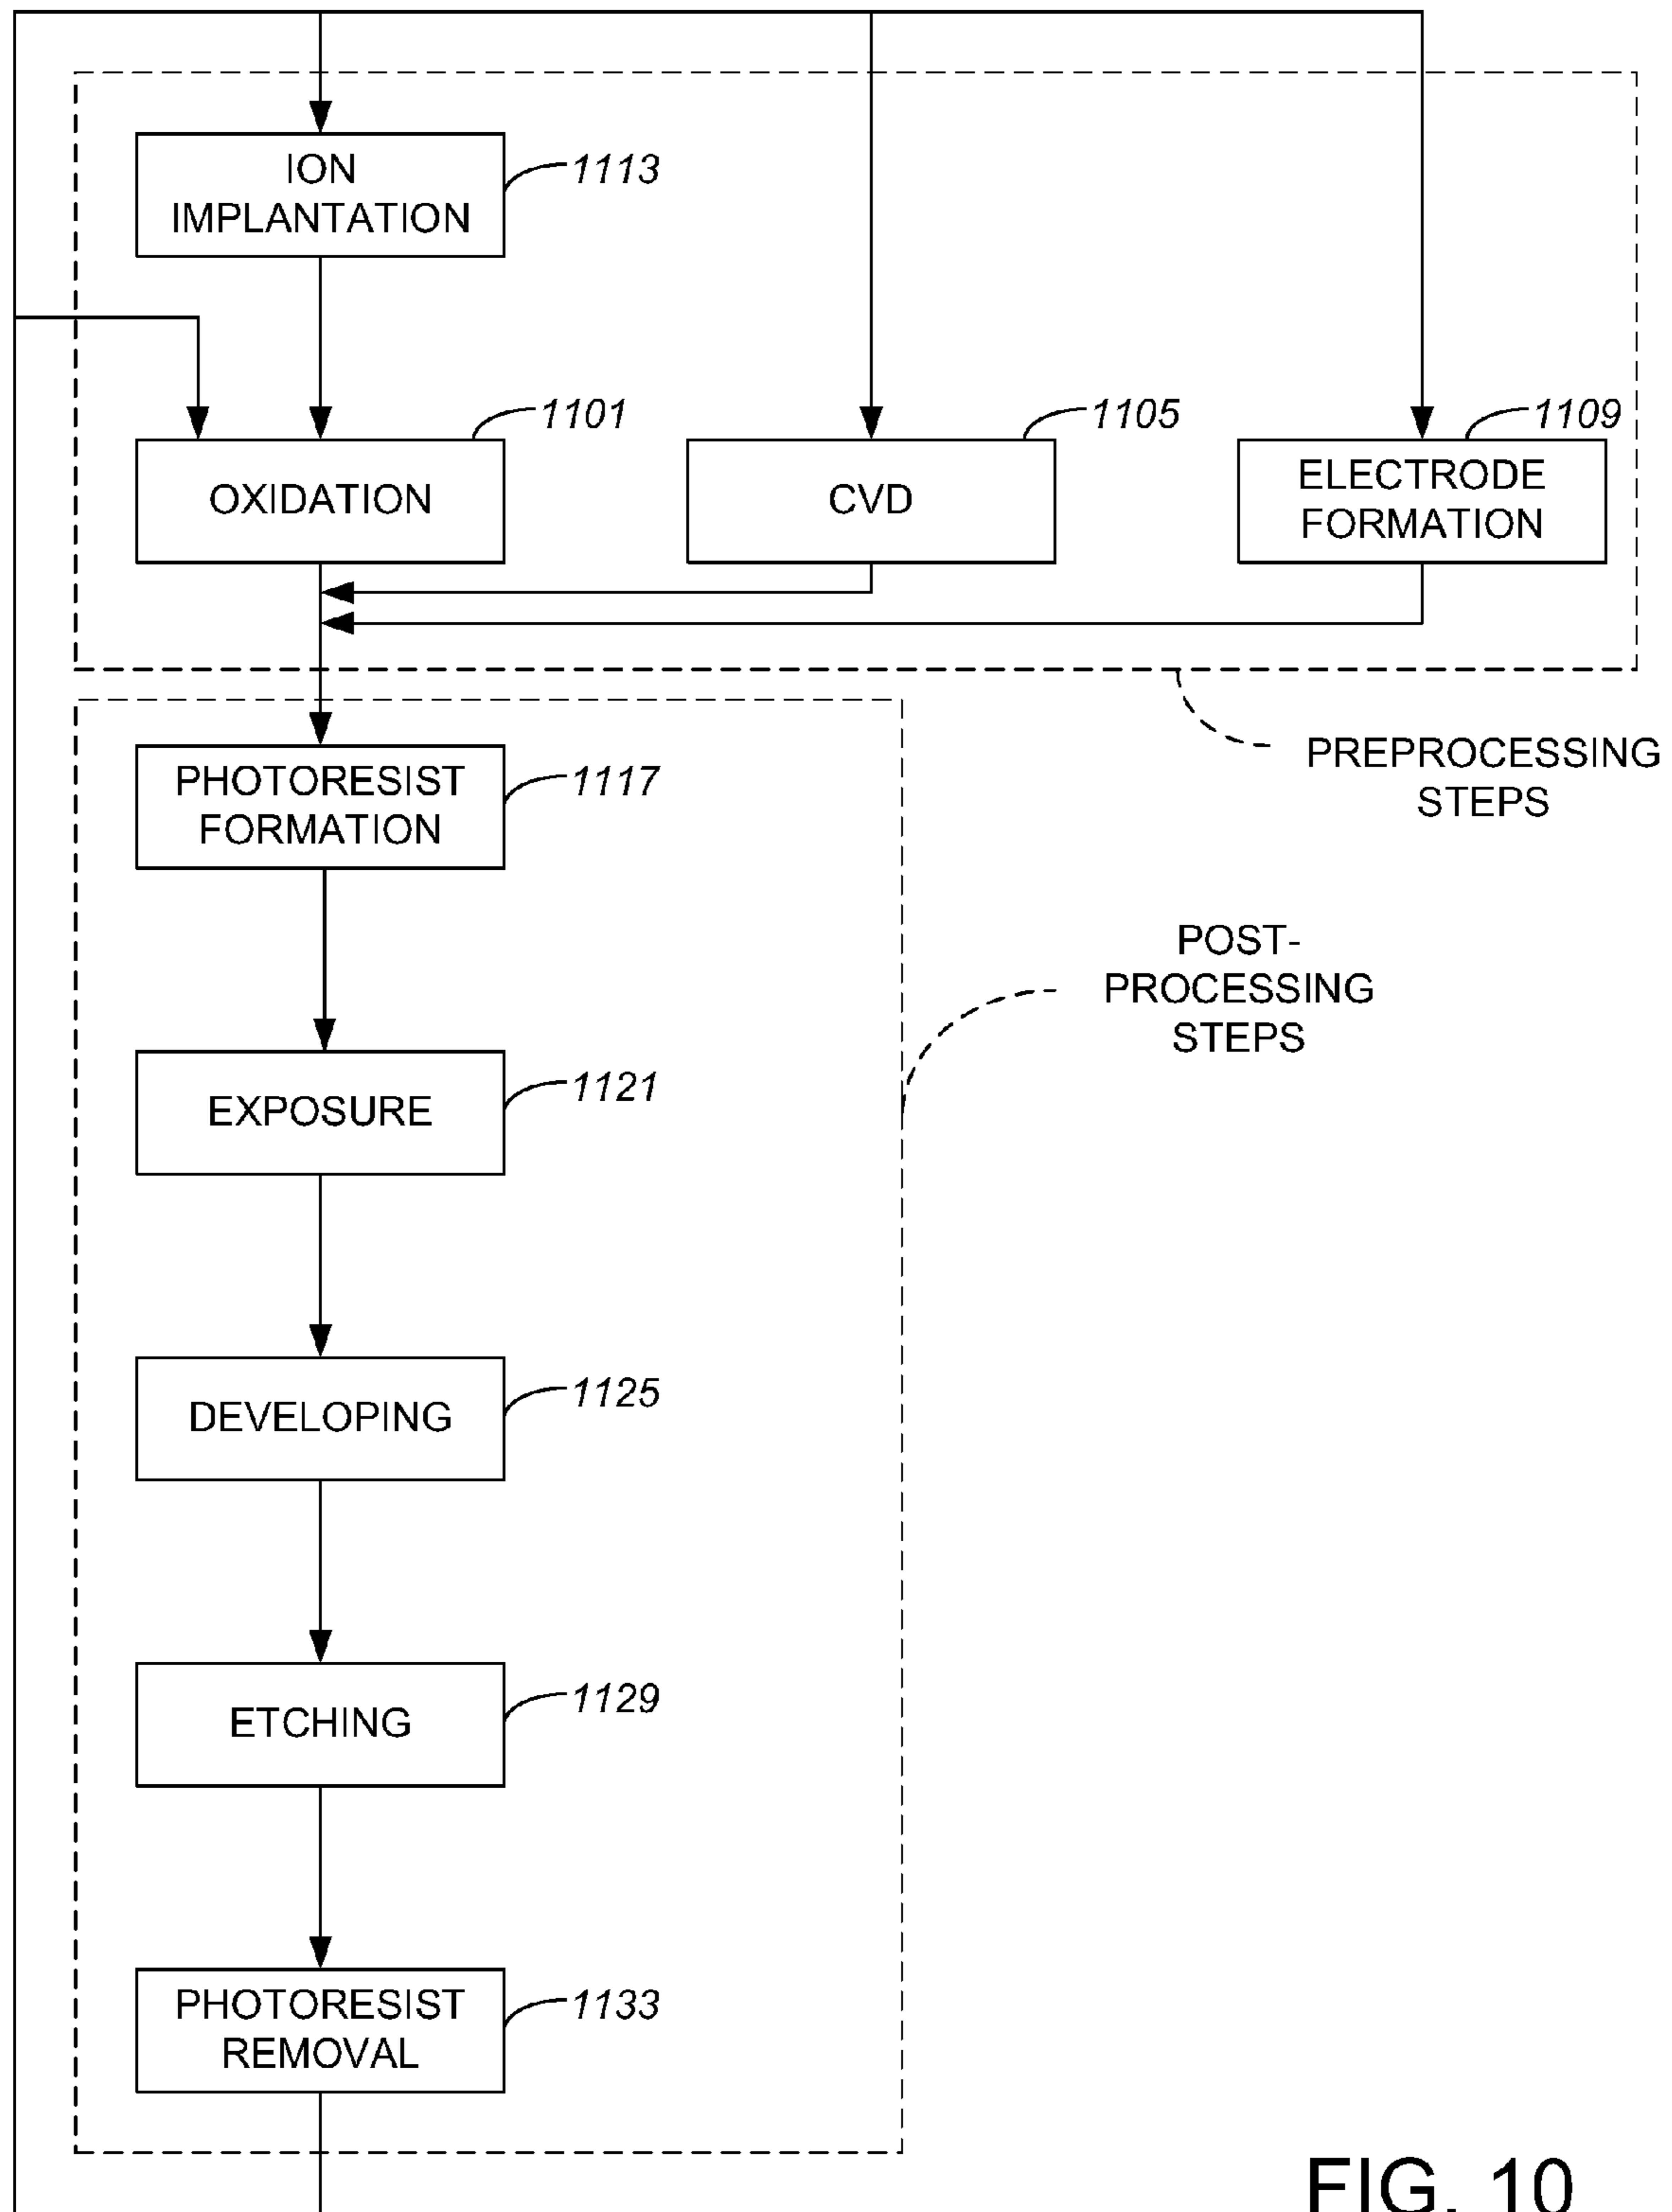 ION
IMPLANTATION
1113
1101
OXIDATION
1105
CVD
1109
ELECTRODE
FORMATION
PREPROCESSING
STEPS
PHOTORESIST
FORMATION
1117
POST-
PROCESSING
STEPS
EXPOSURE
1121
DEVELOPING
1125
ETCHING
1129
PHOTORESIST
REMOVAL
1133
FIG. 10